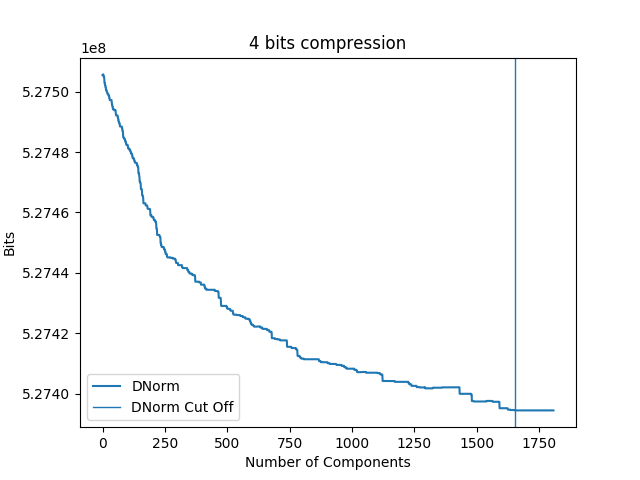 4 bits compression
1e8
5.2750
5.2748
5.2746
5.2744
5.2742
5.2740
Bits
DNorm
DNorm Cut Off
0 250 500 750 1000 1250 1500 1750
Number of Components